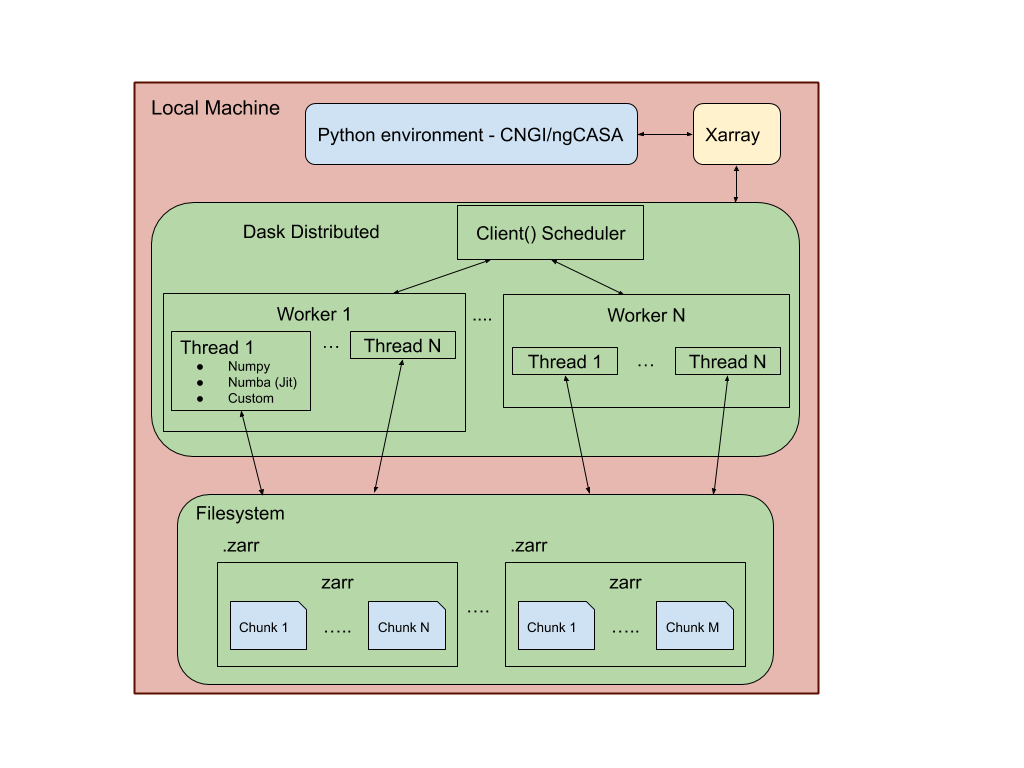 Local Machine
Python environment - CNGI/ngCASA
Xarray
Dask Distributed
Client() Scheduler
Worker 1
Thread 1
● Numpy
● Numba (Jit)
● Custom
...
Thread N
....
Worker N
Thread 1
...
Thread N
Filesystem
.zarr
zarr
Chunk 1
.....
Chunk N
....
.zarr
zarr
Chunk 1
.....
Chunk M